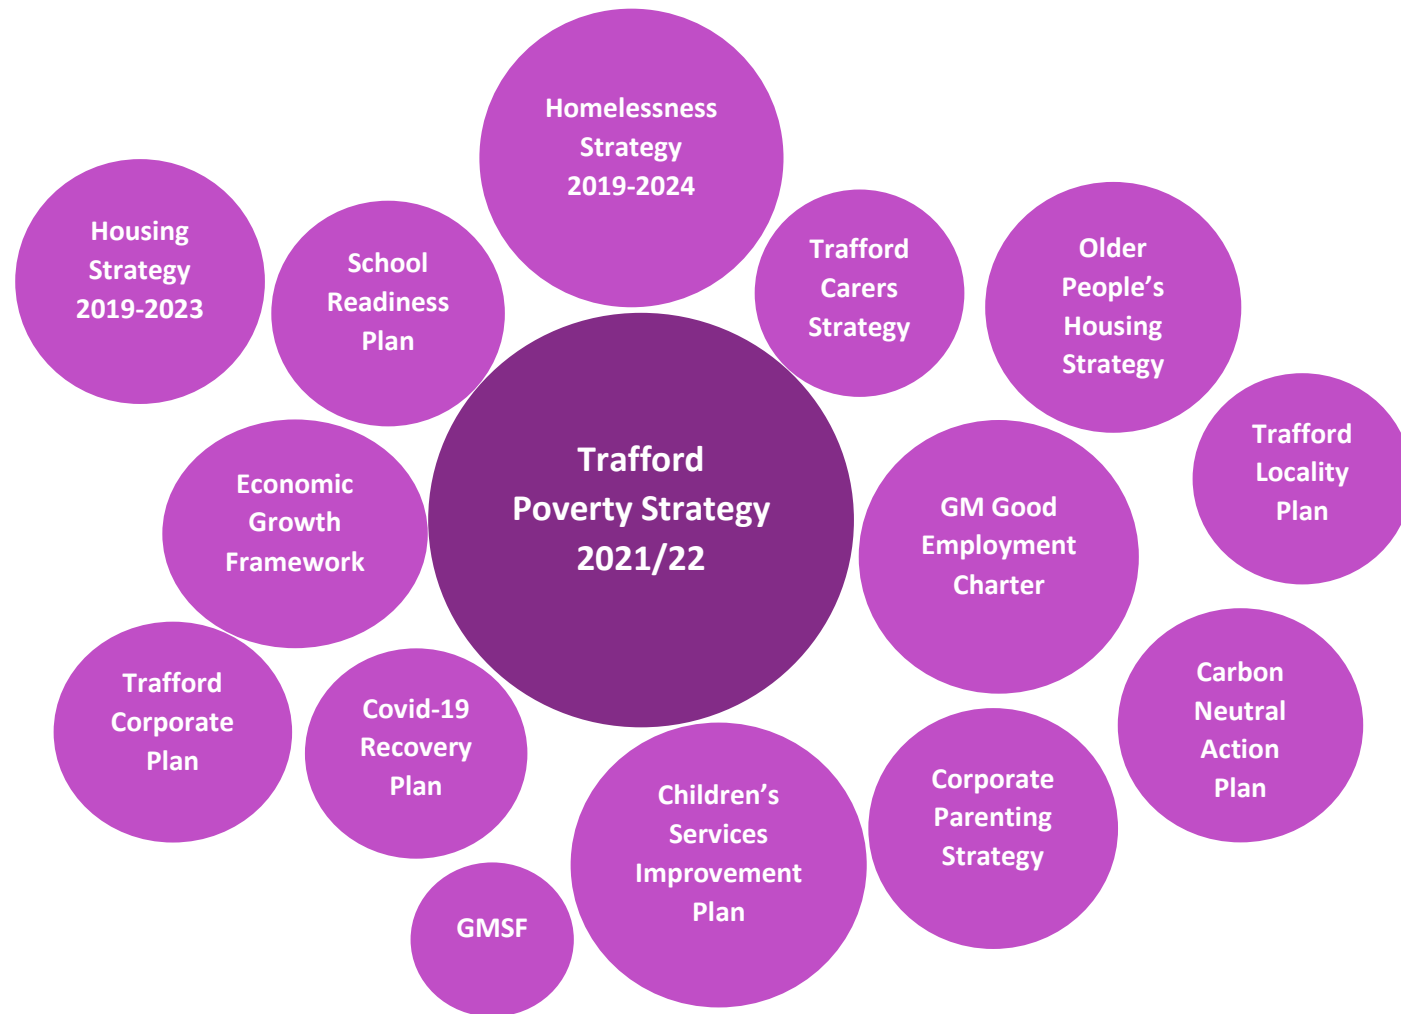 Homelessness
Strategy
2019-2024
Housing
Strategy
2019-2023
School
Readiness
Plan
Trafford
Carers
Strategy
Older
People’s
Housing
Strategy
Trafford
Locality
Plan
Economic
Growth
Framework
Trafford
Poverty Strategy
2021/22
GM Good
Employment
Charter
Trafford
Corporate
Plan
Covid-19
Recovery
Plan
Children’s
Services
Improvement
Plan
Corporate
Parenting
Strategy
Carbon
Neutral
Action
Plan
GMSF